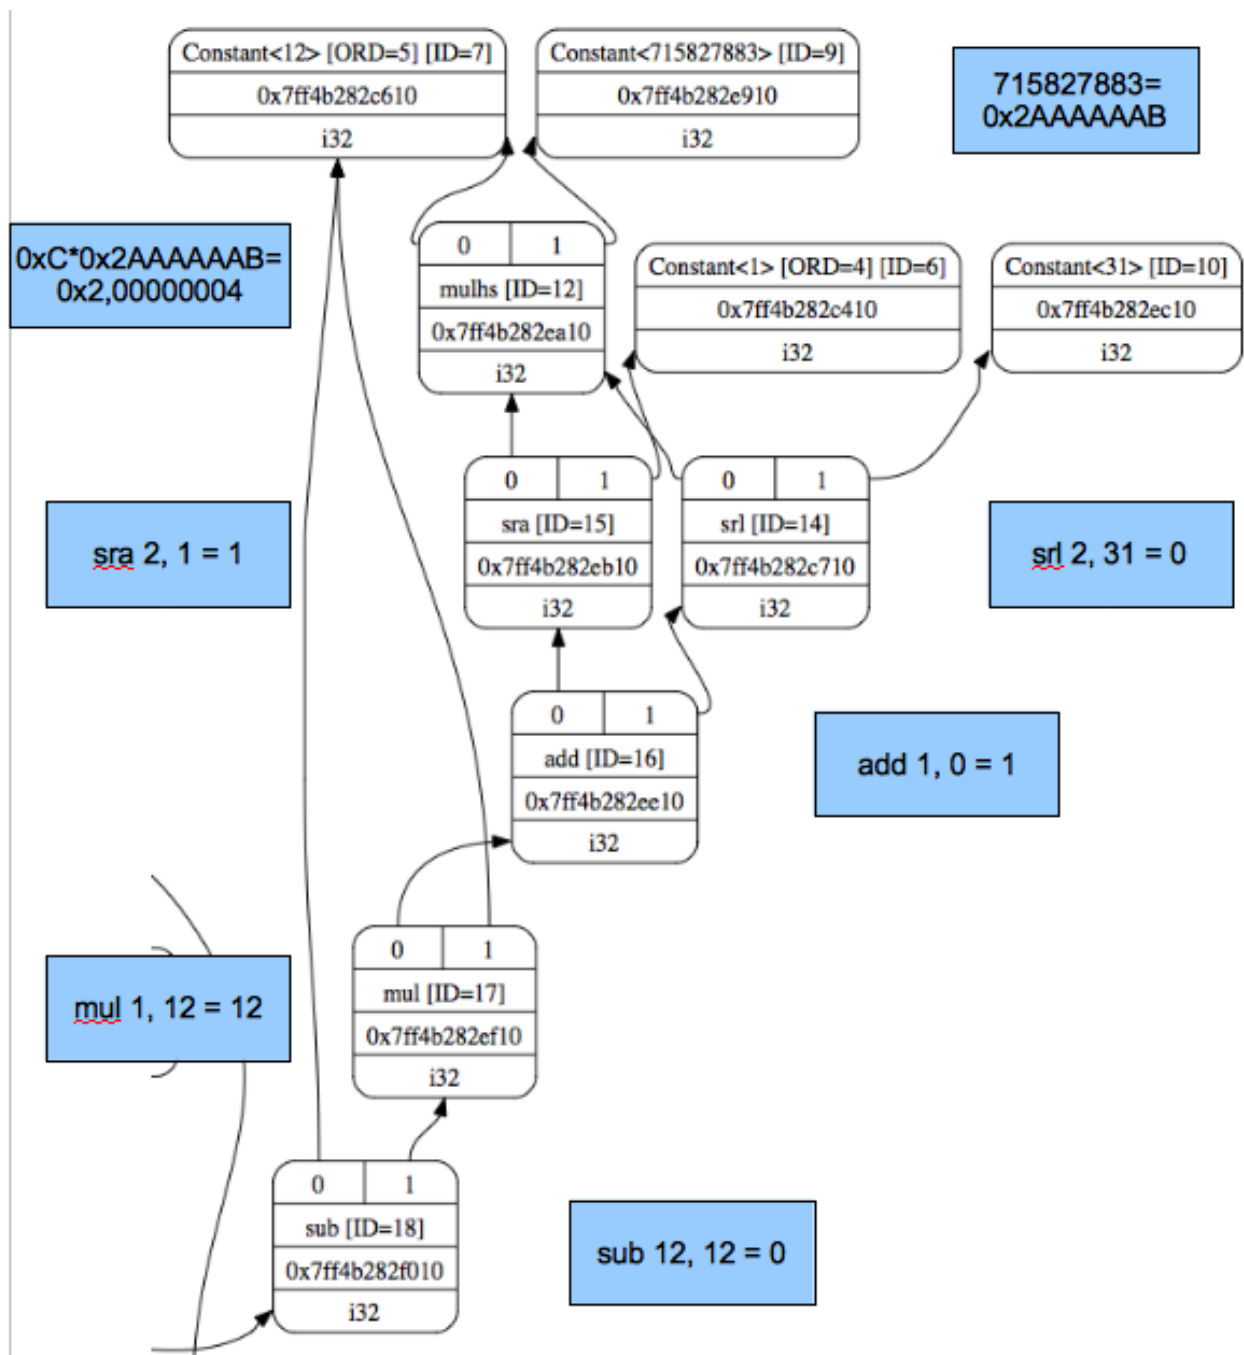 Constant<12> [ORD=5] [ID=7]
0x7ff4b282c610
i32
Constant<715827883> [ID=9]
0x7ff4b282e910
i32
715827883=
0x2AAAAAAB
0xC*0x2AAAAAAB=
0x2,00000004
0 1
mulhs [ID=12]
0x7ff4b282ea10
i32
Constant<1> [ORD=4] [ID=6]
0x7ff4b282c410
i32
Constant<31> [ID=10]
0x7ff4b282ec10
i32
sra 2, 1 = 1
0 1
sra [ID=15]
0x7ff4b282eb10
i32
0 1
srl [ID=14]
0x7ff4b282c710
i32
srl 2, 31 = 0
0 1
add [ID=16]
0x7ff4b282ee10
i32
add 1, 0 = 1
mul 1, 12 = 12
0 1
mul [ID=17]
0x7ff4b282ef10
i32
0 1
sub [ID=18]
0x7ff4b282f010
i32
sub 12, 12 = 0